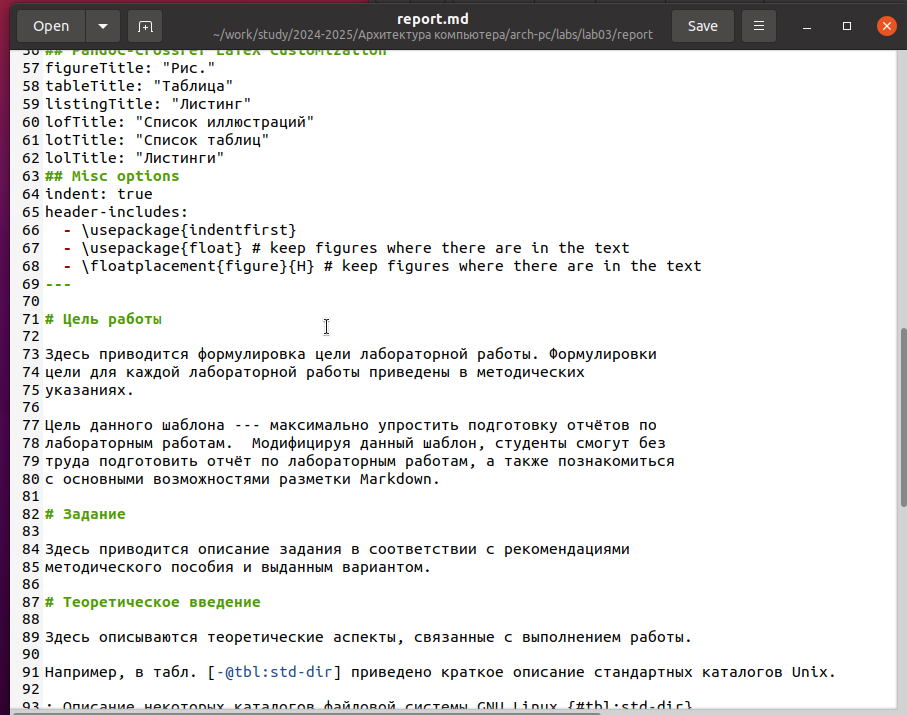 Open
report.md
~/work/study/2024-2025/Архитектура компьютера/arch-pc/labs/lab03/report
Save
56 ## Pandoc-crossref LaTeX customization
57 figureTitle: "Рис."
58 tableTitle: "Таблица"
59 listingTitle: "Листинг"
60 lofTitle: "Список иллюстраций"
61 lotTitle: "Список таблиц"
62 lolTitle: "Листинги"
63 ## Misc options
64 indent: true
65 header-includes:
66   - \usepackage{indentfirst}
67   - \usepackage{float} # keep figures where there are in the text
68   - \floatplacement{figure}{H} # keep figures where there are in the text
69 ---
70
71 # Цель работы
72
73 Здесь приводится формулировка цели лабораторной работы. Формулировки
74 цели для каждой лабораторной работы приведены в методических
75 указаниях.
76
77 Цель данного шаблона --- максимально упростить подготовку отчётов по
78 лабораторным работам.  Модифицируя данный шаблон, студенты смогут без
79 труда подготовить отчёт по лабораторным работам, а также познакомиться
80 с основными возможностями разметки Markdown.
81
82 # Задание
83
84 Здесь приводится описание задания в соответствии с рекомендациями
85 методического пособия и выданным вариантом.
86
87 # Теоретическое введение
88
89 Здесь описываются теоретические аспекты, связанные с выполнением работы.
90
91 Например, в табл. [-@tbl:std-dir] приведено краткое описание стандартных каталогов Unix.
92
93 : Описание некоторых каталогов файловой системы GNU Linux {#tbl:std-dir}